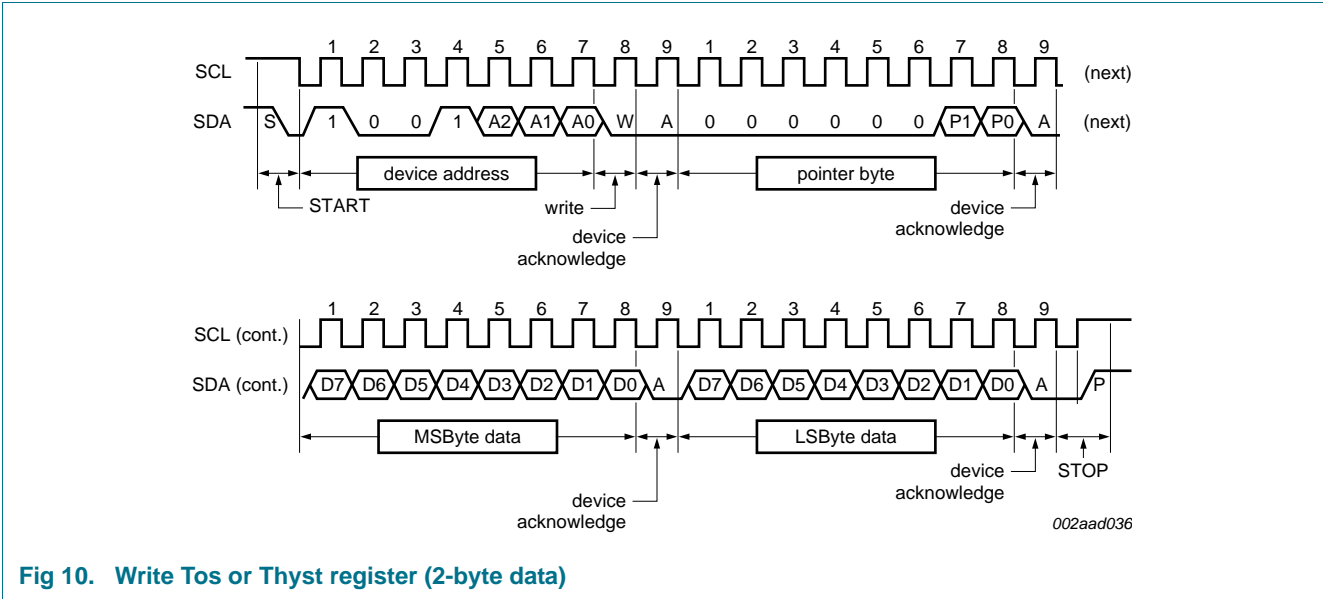 1 2 3 4 5 6 7 8 9 1 2 3 4 5 6 7 8 9
SCL (next)
SDA S 1 0 0 1 A2 A1 A0 W A 0 0 0 0 0 0 P1 P0 A (next)
device address pointer byte
START write device
device acknowledge
acknowledge
1 2 3 4 5 6 7 8 9 1 2 3 4 5 6 7 8 9
SCL (cont.)
SDA (cont.) D7 D6 D5 D4 D3 D2 D1 D0 A D7 D6 D5 D4 D3 D2 D1 D0 A P
MSByte data LSByte data
device STOP
acknowledge
device
acknowledge
002aad036
Fig 10. Write Tos or Thyst register (2-byte data)